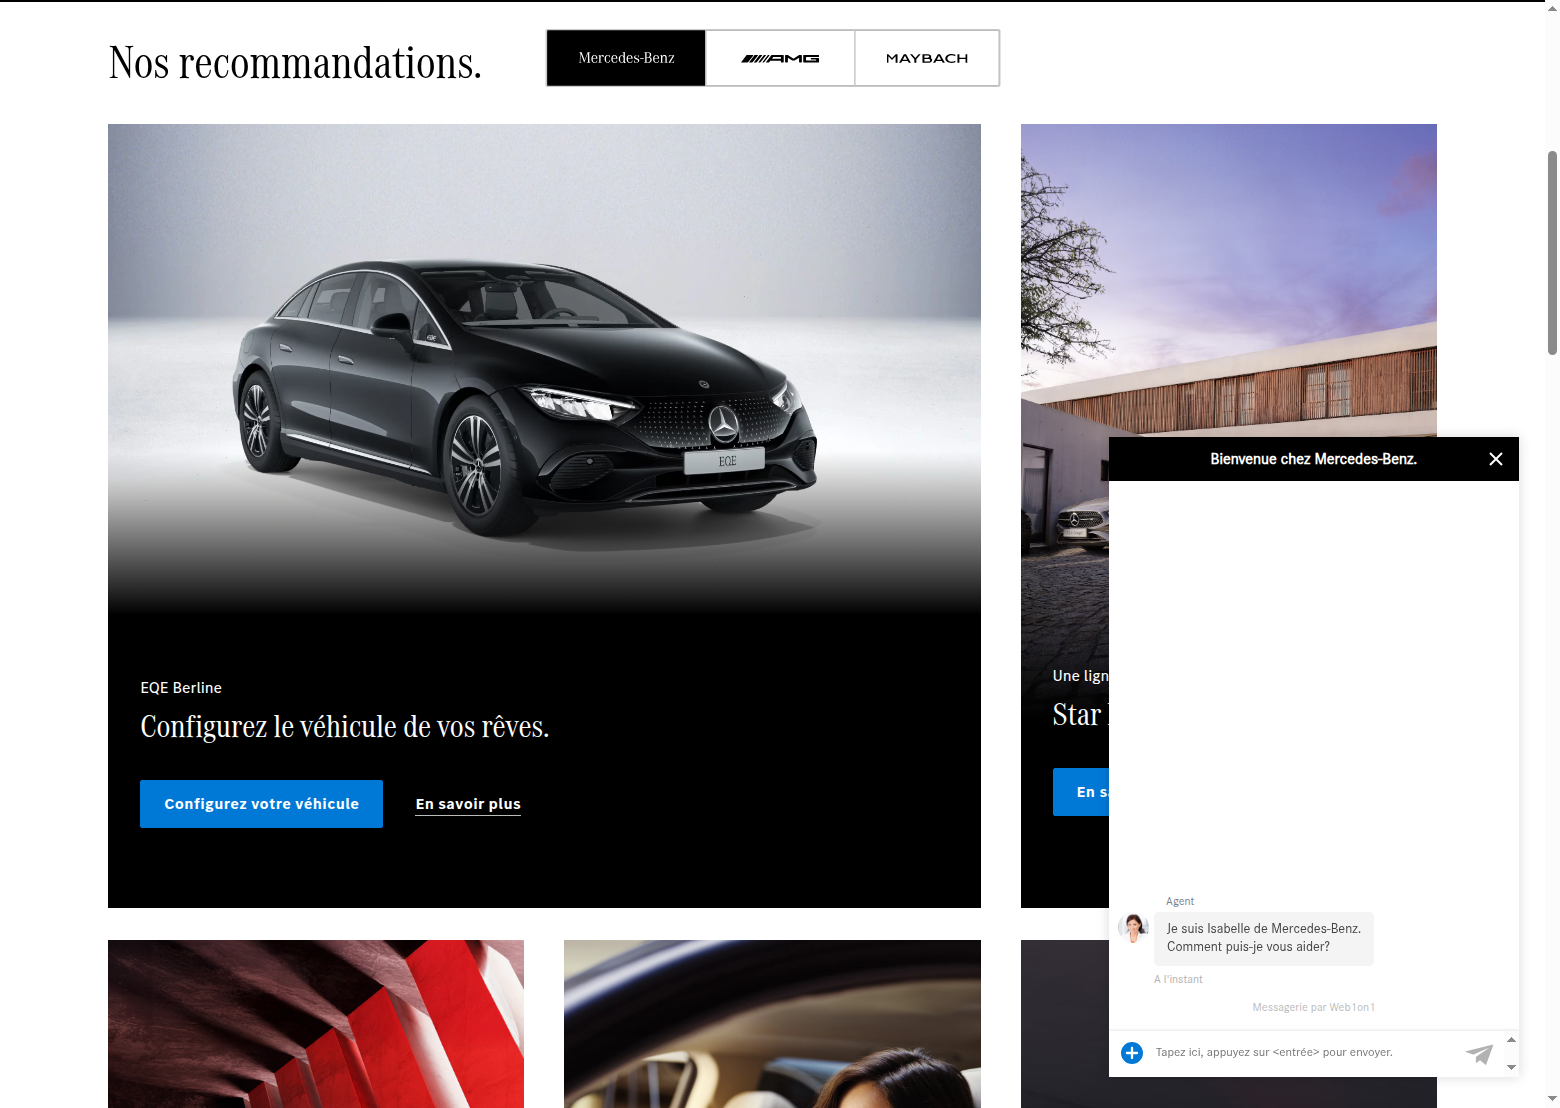 Nos recommandations.
Mercedes-Benz
AMG
MAYBACH
EQE
EQE
EQE Berline
Configurez le véhicule de vos rêves.
Configurez votre véhicule
En savoir plus
Une lign
Star
En sa
Bienvenue chez Mercedes-Benz.
Agent
Je suis Isabelle de Mercedes-Benz.
Comment puis-je vous aider?
A l'instant
Messagerie par Web1on1
Tapez ici, appuyez sur <entrée> pour envoyer.